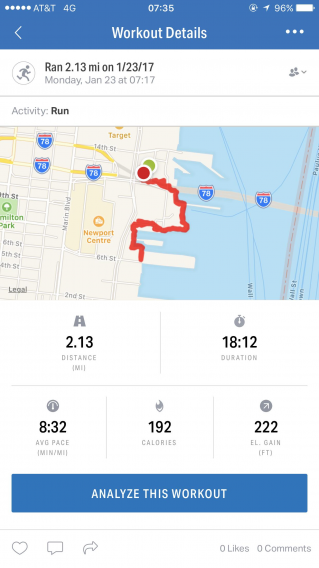 AT&T 4G 07:35 96%
Workout Details
Ran 2.13 mi on 1/23/17
Monday, Jan 23 at 07:17
Activity: Run
Target
78
14th St
78
78
78
78
9th St
milton
Park
Marin Blvd
Newport
Centre
6th St
6th St
5th St
Legal
2nd St
Wall
2.13
DISTANCE
(MI)
18:12
DURATION
8:32
AVG PACE
(MIN/MI)
192
CALORIES
222
EL. GAIN
(FT)
ANALYZE THIS WORKOUT
0 Likes 0 Comments